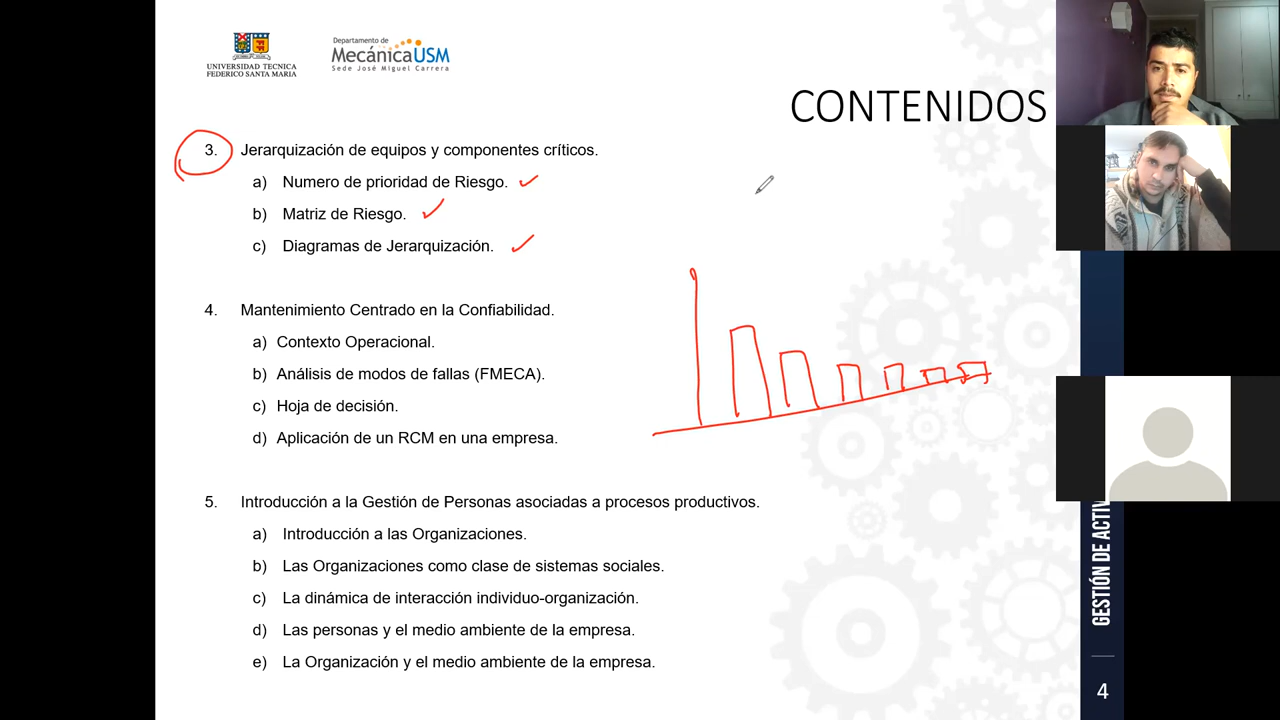 UNIVERSIDAD TECNICA
FEDERICO SANTA MARIA
Departamento de
MecánicaUSM
Sede José Miguel Carrera
CONTENIDOS
3. Jerarquización de equipos y componentes críticos.
a) Numero de prioridad de Riesgo.
b) Matriz de Riesgo.
c) Diagramas de Jerarquización.
4. Mantenimiento Centrado en la Confiabilidad.
a) Contexto Operacional.
b) Análisis de modos de fallas (FMECA).
c) Hoja de decisión.
d) Aplicación de un RCM en una empresa.
5. Introducción a la Gestión de Personas asociadas a procesos productivos.
a) Introducción a las Organizaciones.
b) Las Organizaciones como clase de sistemas sociales.
c) La dinámica de interacción individuo-organización.
d) Las personas y el medio ambiente de la empresa.
e) La Organización y el medio ambiente de la empresa.
GESTIÓN DE ACTIV
4